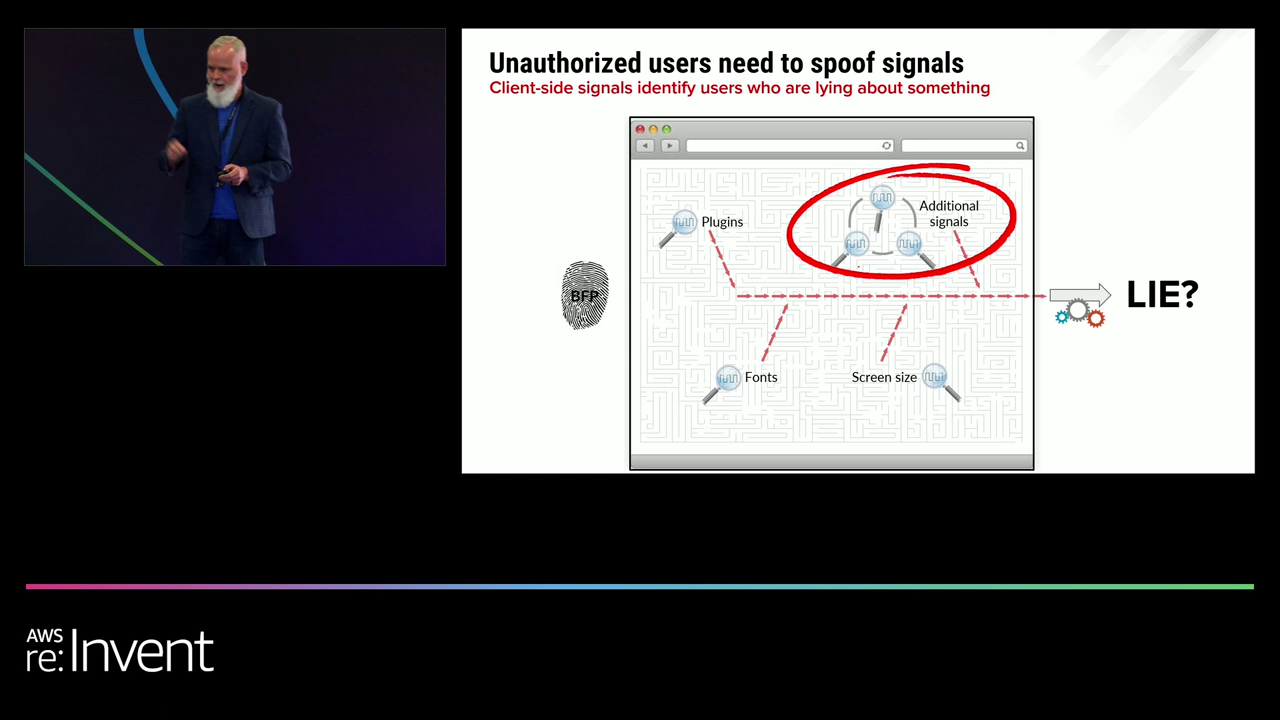 Unauthorized users need to spoof signals
Client-side signals identify users who are lying about something
Plugins
Additional
signals
BFP
LIE?
Fonts
Screen size
AWS
re:Invent